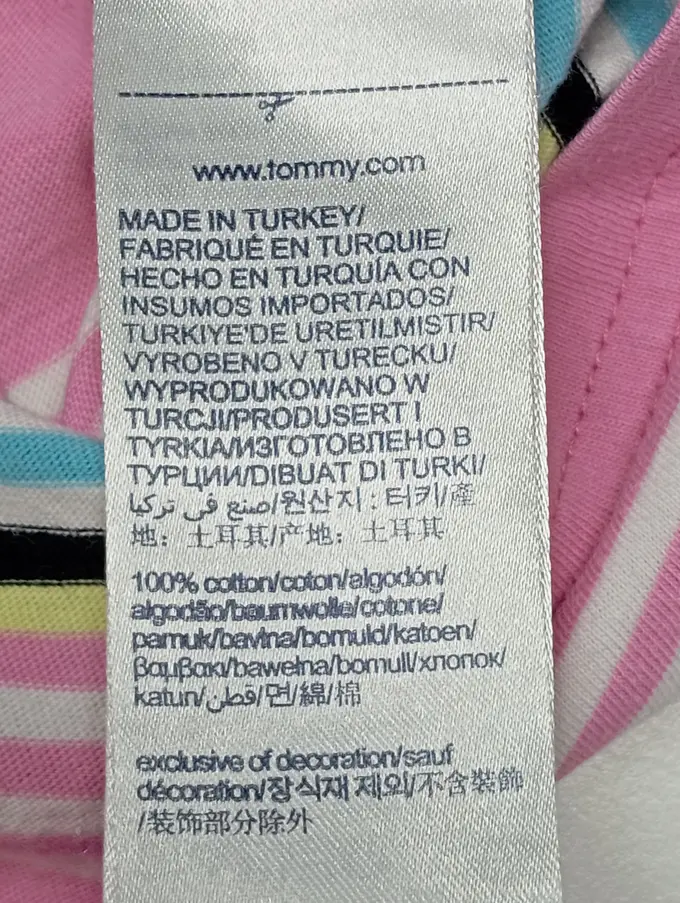 www.tommy.com
MADE IN TURKEY/
FABRIQUÉ EN TURQUIE/
HECHO EN TURQUÍA CON
INSUMOS IMPORTADOS/
TURKIYE'DE URETILMISTIR/
VYROBENO V TURECKU/
WYPRODUKOWANO W
TURCJI/PRODUSERT I
TYRKIA/ИЗГОТОВЛЕНО В
ТУРЦИИ/DIBUAT DI TURKI/
صنع في تركيا/원산지: 터키/產
地: 土耳其/产地: 土耳其
100% cotton/coton/algodón/
algodão/baumwolle/cotone/
pamuk/bavlna/bomuld/katoen/
βαμβακι/bawełna/bomull/хлопок/
katun/قطن/면/綿/棉
exclusive of decoration/sauf
décoration/장식재 제외/不含裝飾
/装饰部分除外